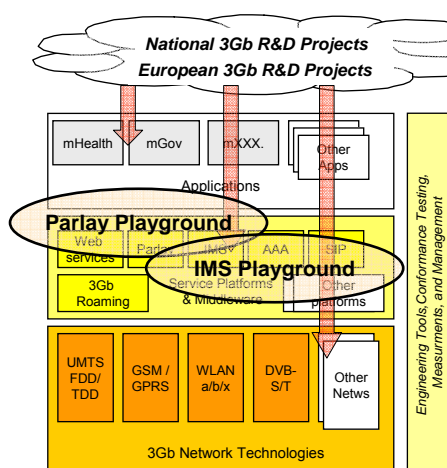 National 3Gb R&D Projects
European 3Gb R&D Projects
mHealth
mGov
mXXX.
Other
Apps
Applications
Parlay Playground
Web
services
Parlay
IMS
AAA
SIP
IMS Playground
3Gb
Roaming
Service Platforms
& Middleware
Other
platforms
UMTS
FDD/
TDD
GSM /
GPRS
WLAN
a/b/x
DVB-
S/T
Other
News
3Gb Network Technologies
Engineering Tools,Conformance Testing,
Measurments, and Management